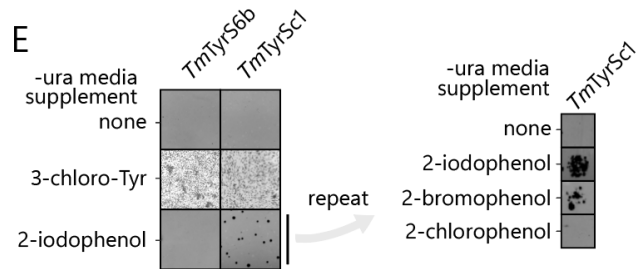 E
TmTyrS6b
TmTyrSc1
-ura media
supplement
none
3-chloro-Tyr
2-iodophenol
repeat
-ura media
supplement
TmTyrSc1
none
2-iodophenol
2-bromophenol
2-chlorophenol